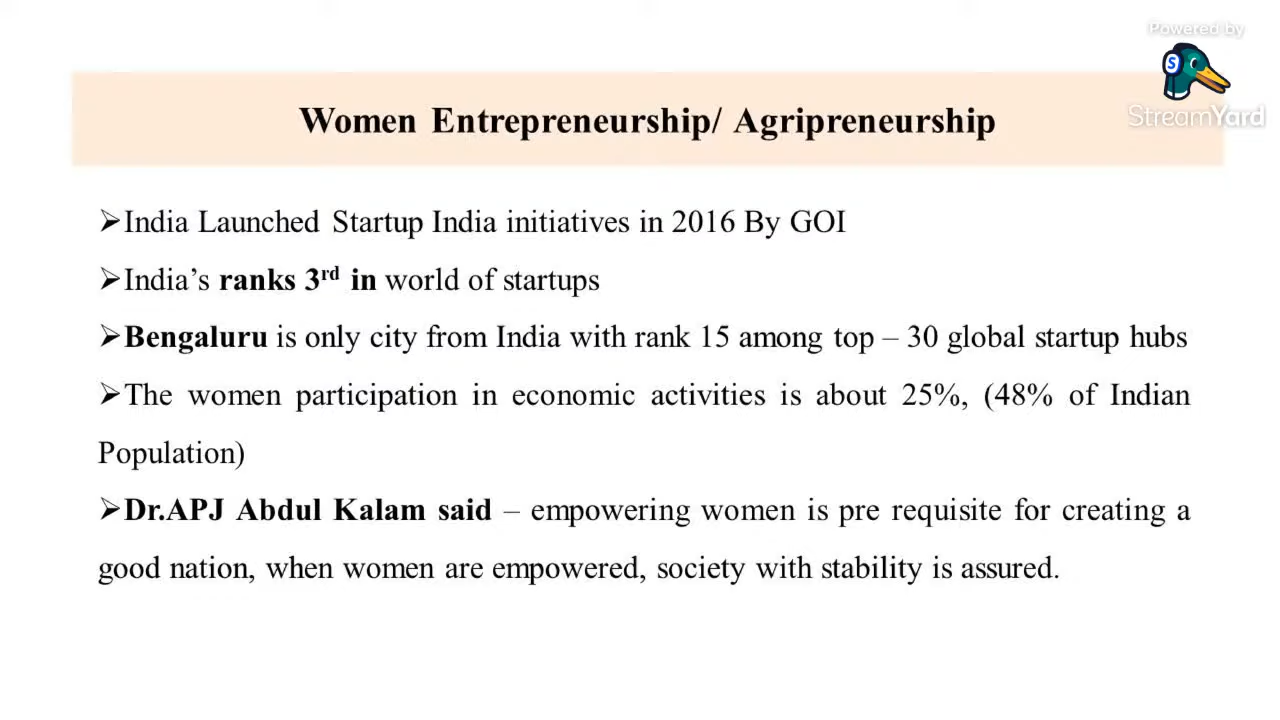 Powered by
S
StreamYard
Women Entrepreneurship/ Agripreneurship
➢India Launched Startup India initiatives in 2016 By GOI
➢India’s ranks 3rd in world of startups
➢Bengaluru is only city from India with rank 15 among top – 30 global startup hubs
➢The women participation in economic activities is about 25%, (48% of Indian
Population)
➢Dr.APJ Abdul Kalam said – empowering women is pre requisite for creating a
good nation, when women are empowered, society with stability is assured.